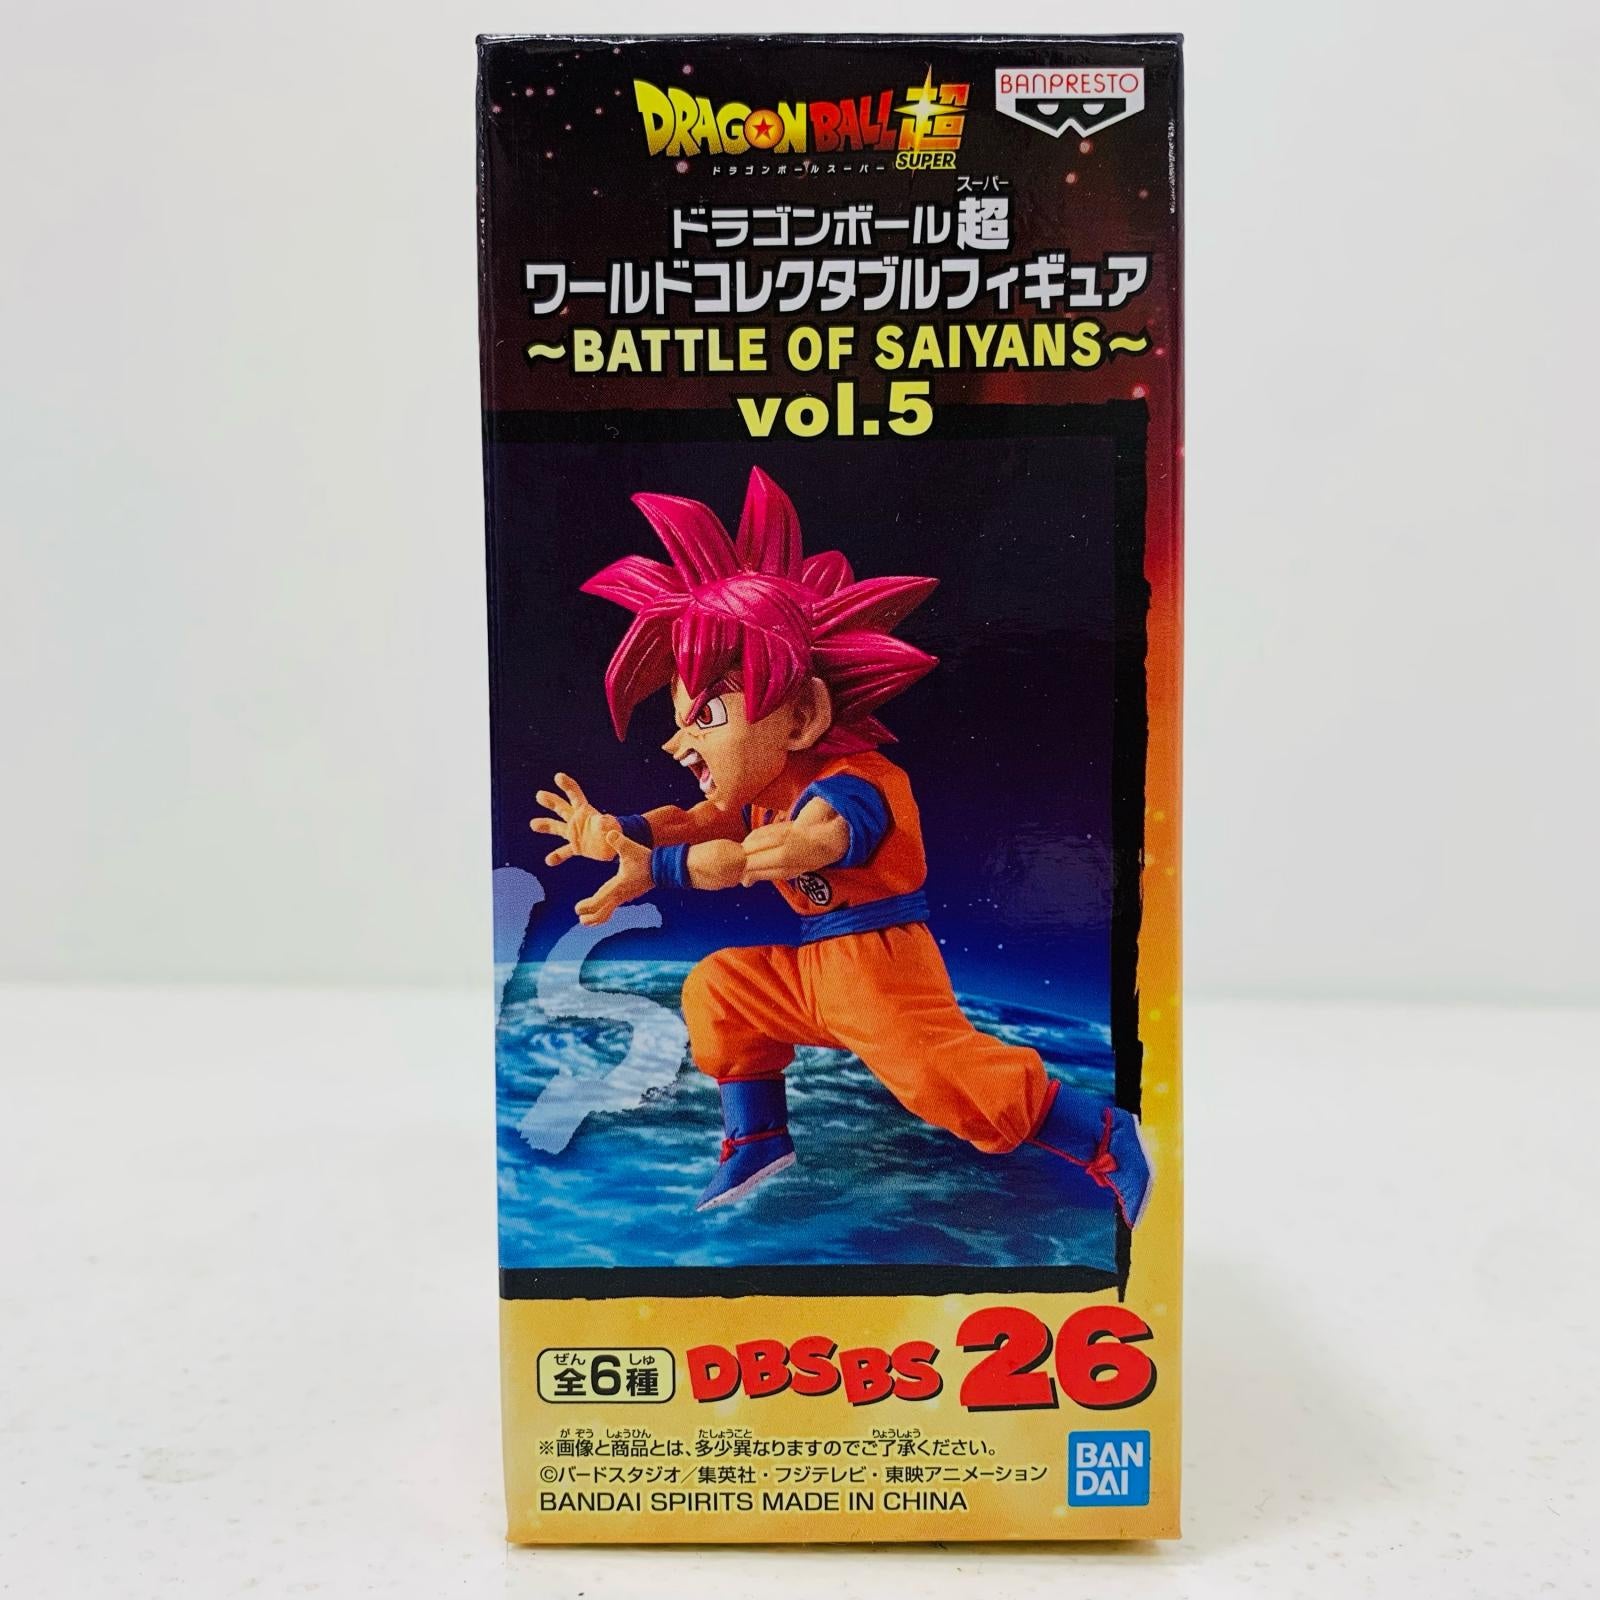 DRAGON BALL超
SUPER
ドラゴンボールスーパー
BANPRESTO
スーパー
ドラゴンボール超
ワールドコレクタブルフィギュア
~BATTLE OF SAIYANS~
vol.5
VS
悟
ぜん しゅ
全6種
DBSBS 26
がぞう しょうひん たしょうこと りょうしょう
※画像と商品とは、多少異なりますのでご了承ください。
©バードスタジオ/集英社・フジテレビ・東映アニメーション
BANDAI SPIRITS MADE IN CHINA
BAN
DAI